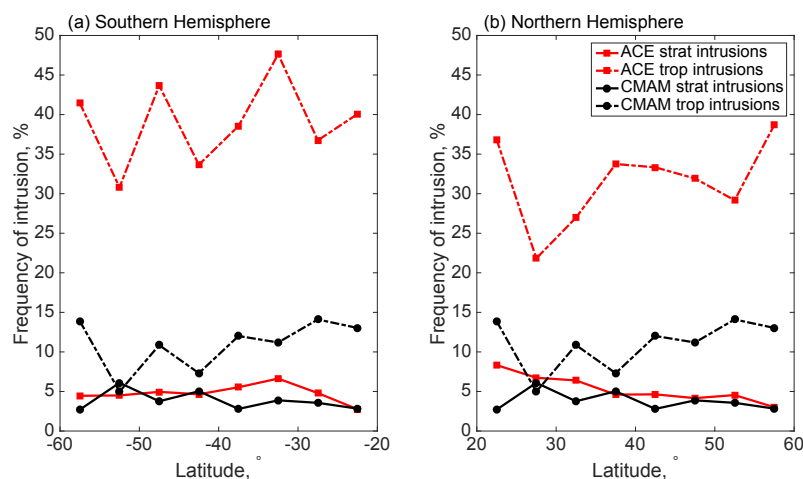 (a) Southern Hemisphere
50
45
40
35
30
25
20
15
10
5
0
Frequency of intrusion, %
-60 -50 -40 -30 -20
Latitude, °
(b) Northern Hemisphere
ACE strat intrusions
ACE trop intrusions
CMAM strat intrusions
CMAM trop intrusions
50
45
40
35
30
25
20
15
10
5
0
Frequency of intrusion, %
20 30 40 50 60
Latitude, °